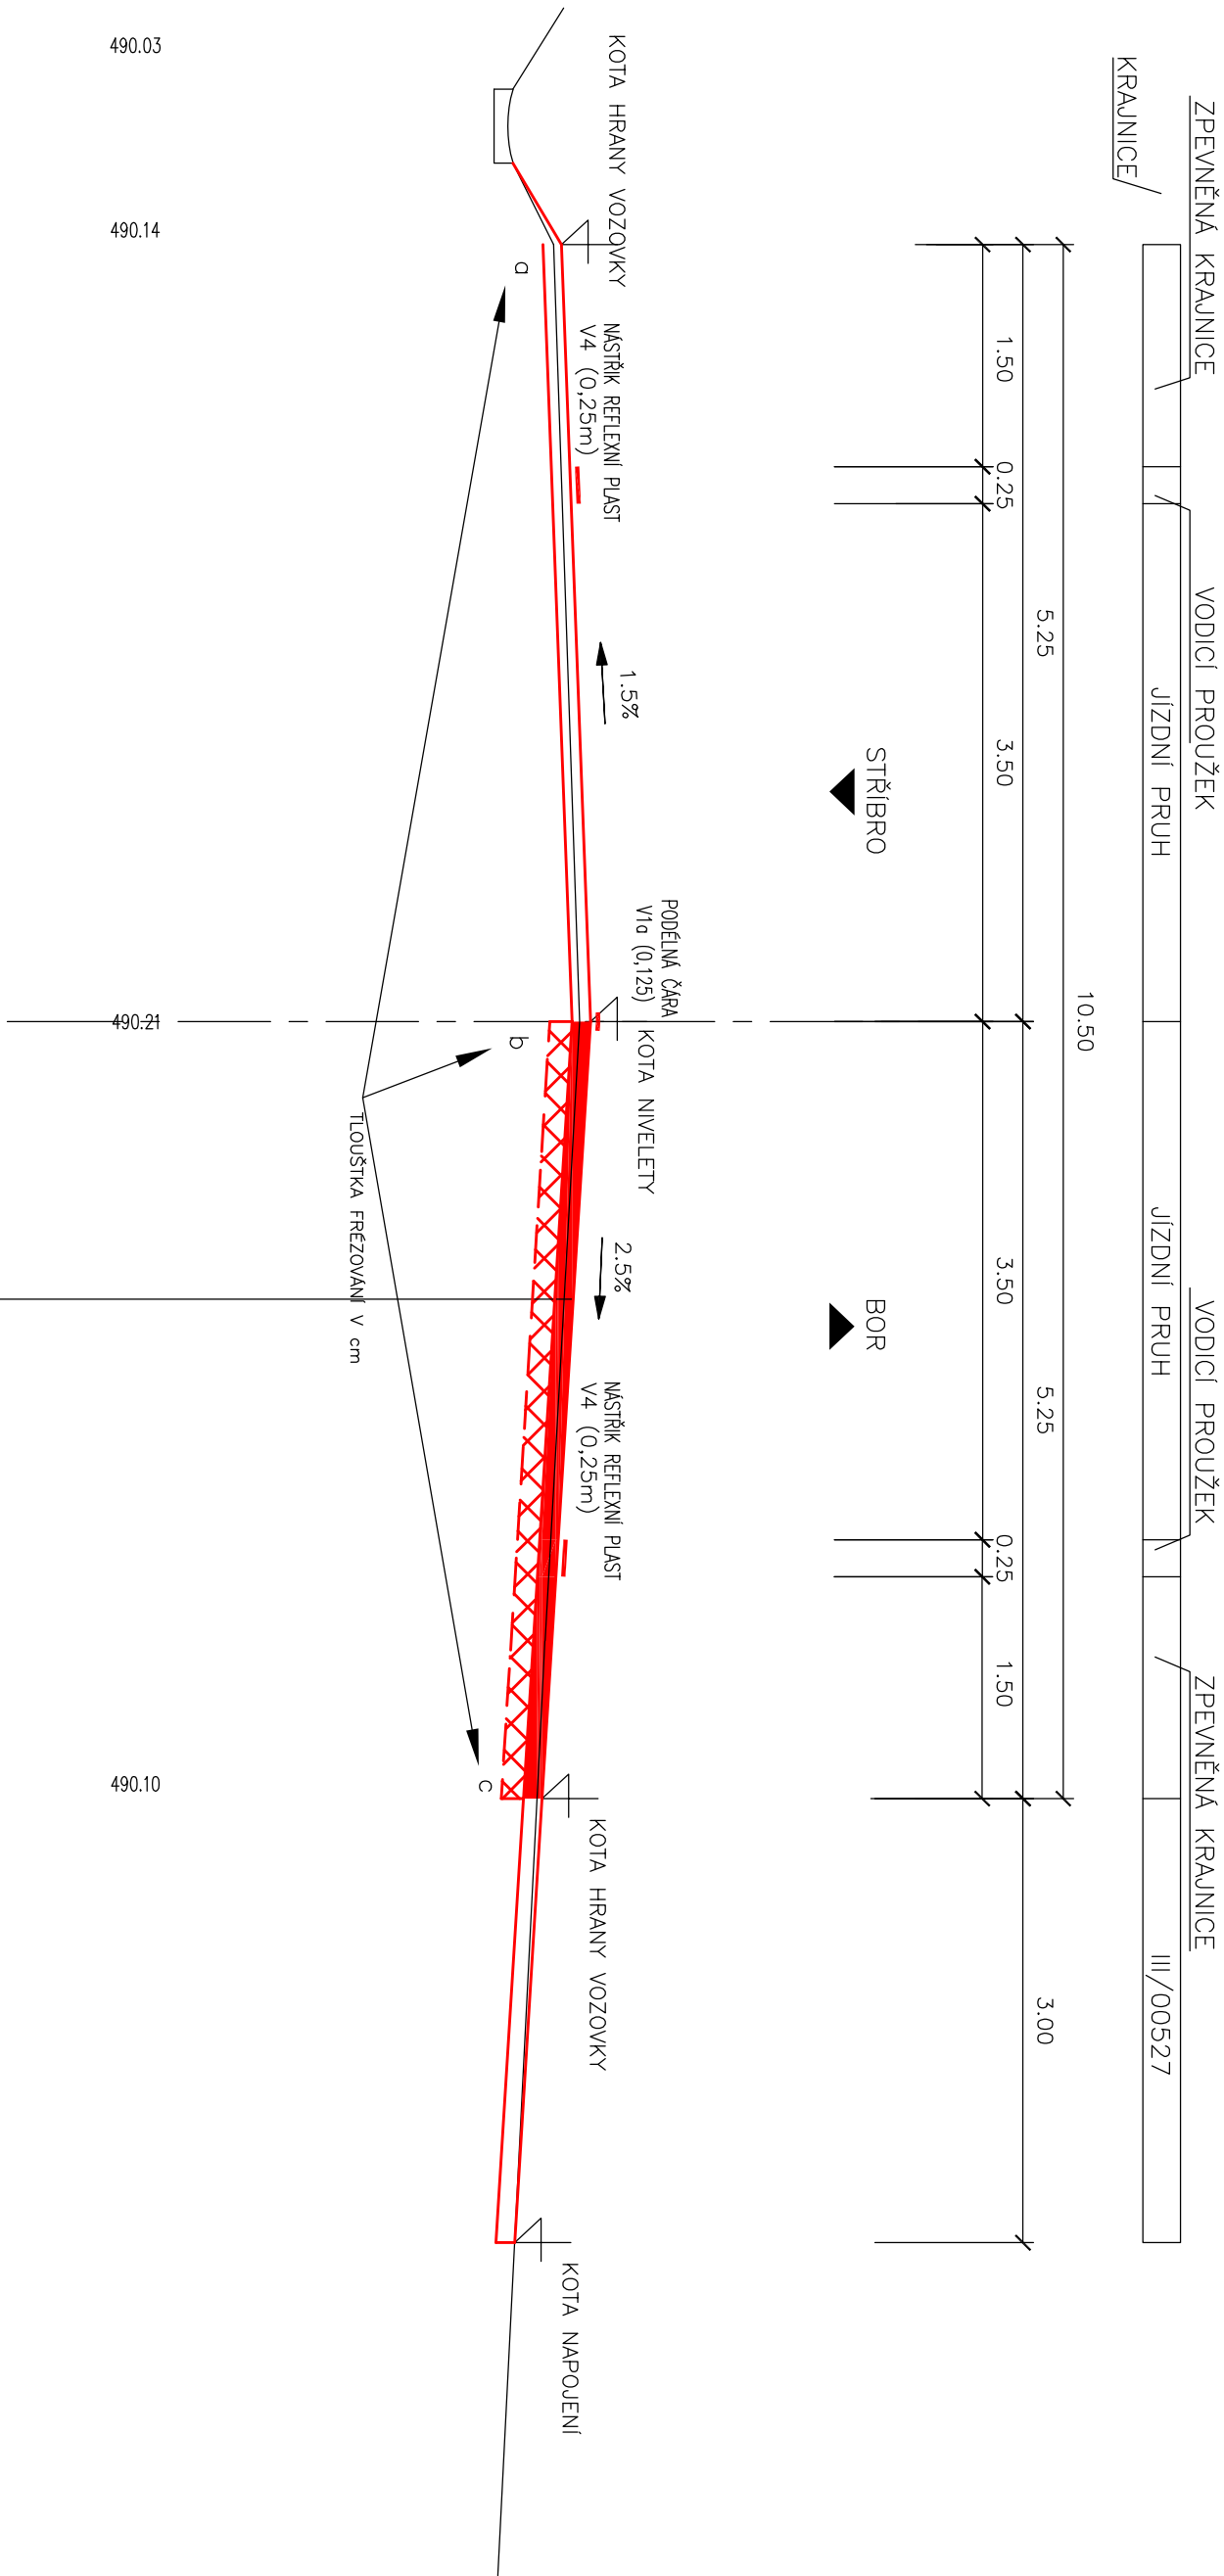 ZPEVNĚNÁ KRAJNICE
VODICÍ PROUŽEK
VODICÍ PROUŽEK
ZPEVNĚNÁ KRAJNICE
KRAJNICE
JÍZDNÍ PRUH
JÍZDNÍ PRUH
III/00527
10.50
5.25
5.25
3.00
1.50
0.25
3.50
3.50
0.25
1.50
STŘÍBRO
BOR
PODÉLNÁ ČÁRA
V1a (0,125)
KOTA HRANY VOZOVKY
NÁSTŘIK REFLEXNÍ PLAST
V4 (0,25m)
1.5%
KOTA NIVELETY
2.5%
NÁSTŘIK REFLEXNÍ PLAST
V4 (0,25m)
KOTA HRANY VOZOVKY
KOTA NAPOJENÍ
a
b
c
TLOUŠŤKA FRÉZOVÁNÍ V cm
490.03
490.14
490.21
490.10